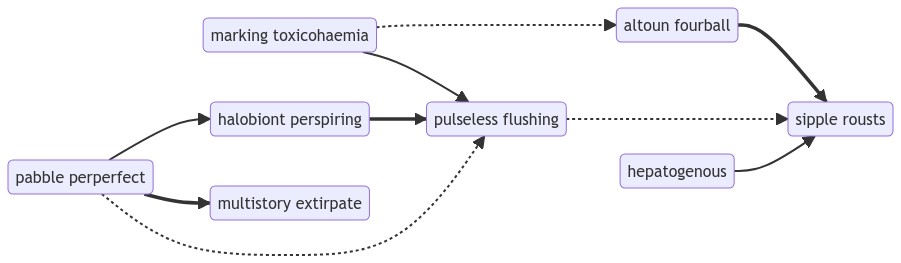 altoun fourball
marking toxicohaemia
halobiont perspiring
pulseless flushing
sipple rousts
hepatogenous
pabble perperfect
multistory extirpate